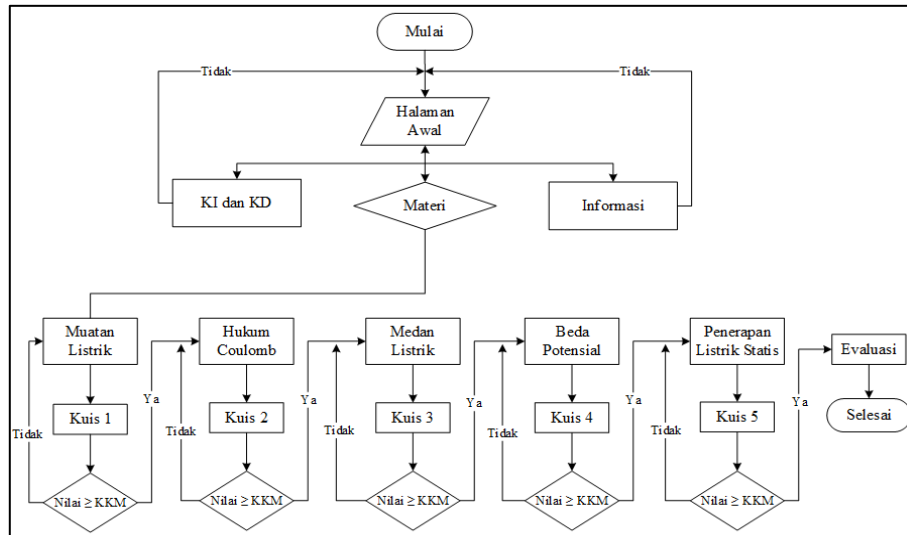 Mulai
Tidak
Tidak
Halaman
Awal
KI dan KD
Materi
Informasi
Muatan
Listrik
Hukum
Coulomb
Medan
Listrik
Beda
Potensial
Penerapan
Listrik Statis
Evaluasi
Ya
Ya
Ya
Ya
Ya
Kuis 1
Kuis 2
Kuis 3
Kuis 4
Kuis 5
Selesai
Tidak
Tidak
Tidak
Tidak
Tidak
Nilai ≥ KKM
Nilai ≥ KKM
Nilai ≥ KKM
Nilai ≥ KKM
Nilai ≥ KKM